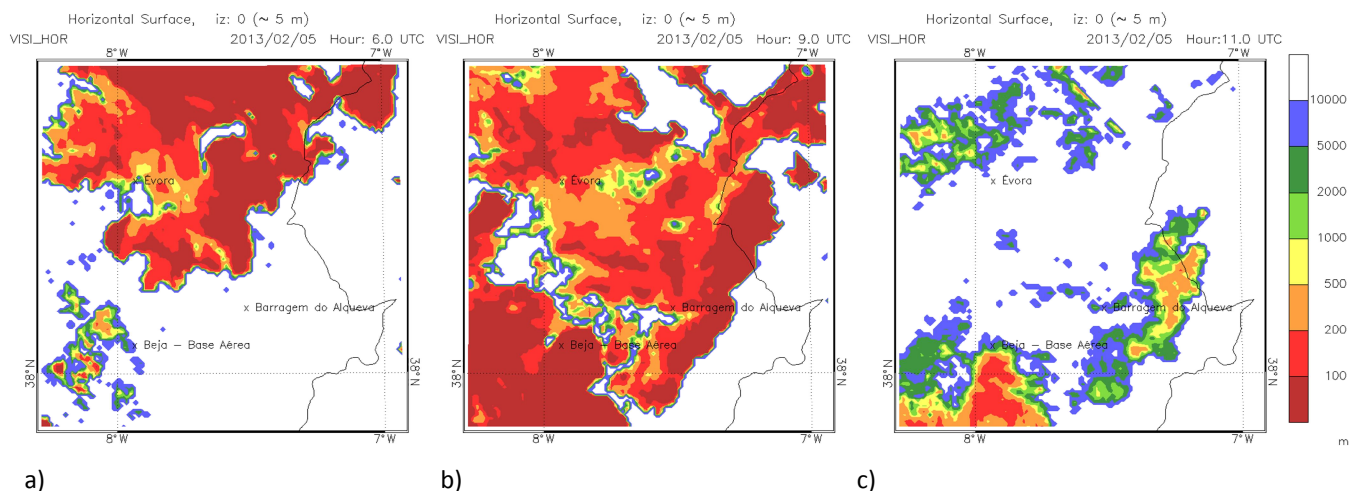 Horizontal Surface, iz: 0 (~ 5 m)
VISI_HOR 2013/02/05 Hour: 6.0 UTC
8°W 7°W
x Évora
x Barragem do Alqueva
x Beja – Base Aérea
38°N
8°W 7°W
a)
Horizontal Surface, iz: 0 (~ 5 m)
VISI_HOR 2013/02/05 Hour: 9.0 UTC
8°W 7°W
x Évora
x Barragem do Alqueva
x Beja – Base Aérea
38°N 38°N
8°W 7°W
b)
Horizontal Surface, iz: 0 (~ 5 m)
VISI_HOR 2013/02/05 Hour:11.0 UTC
8°W 7°W
x Évora
x Barragem do Alqueva
x Beja – Base Aérea
38°N 38°N
8°W 7°W
c)
10000
5000
2000
1000
500
200
100
m